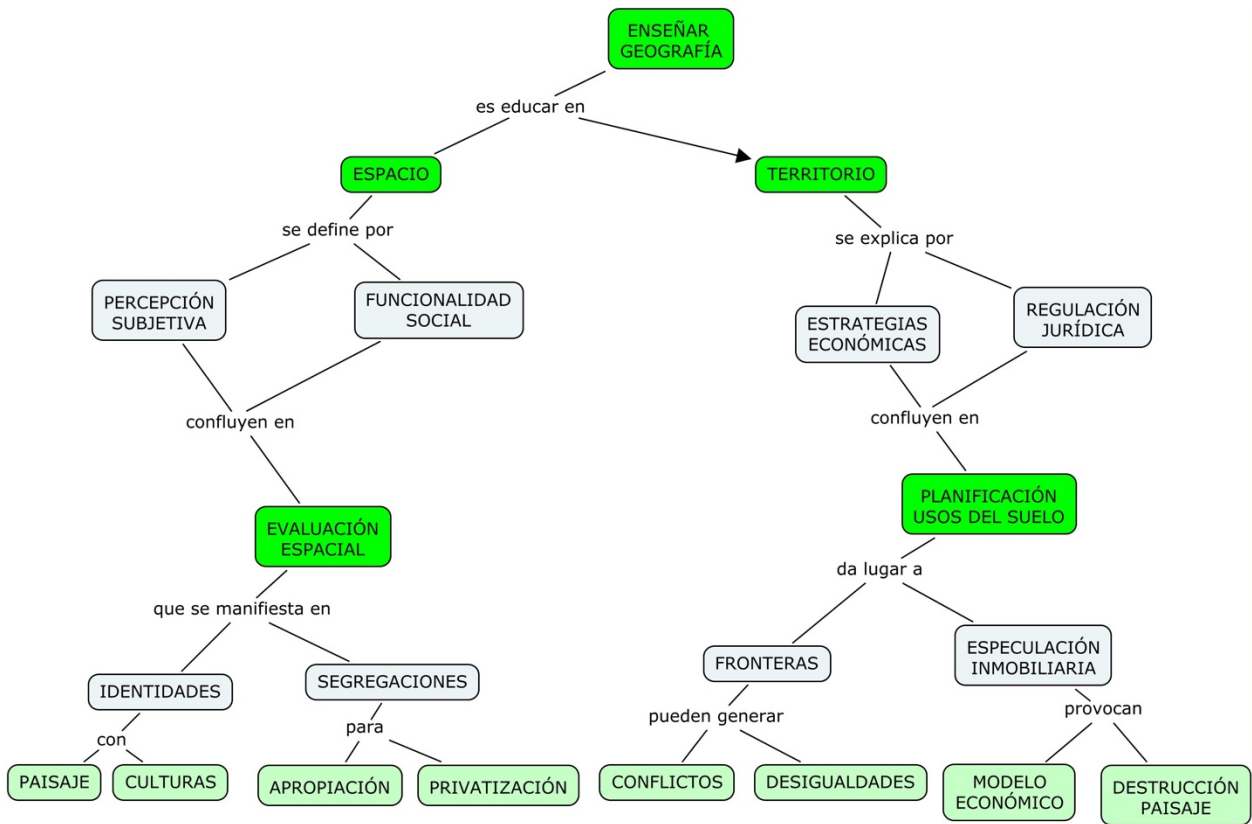 ENSEÑAR
GEOGRAFÍA
es educar en
ESPACIO
TERRITORIO
se define por
se explica por
PERCEPCIÓN
SUBJETIVA
FUNCIONALIDAD
SOCIAL
ESTRATEGIAS
ECONÓMICAS
REGULACIÓN
JURÍDICA
confluyen en
confluyen en
EVALUACIÓN
ESPACIAL
PLANIFICACIÓN
USOS DEL SUELO
que se manifiesta en
da lugar a
IDENTIDADES
SEGREGACIONES
FRONTERAS
ESPECULACIÓN
INMOBILIARIA
con
para
pueden generar
provocan
PAISAJE
CULTURAS
APROPIACIÓN
PRIVATIZACIÓN
CONFLICTOS
DESIGUALDADES
MODELO
ECONÓMICO
DESTRUCCIÓN
PAISAJE